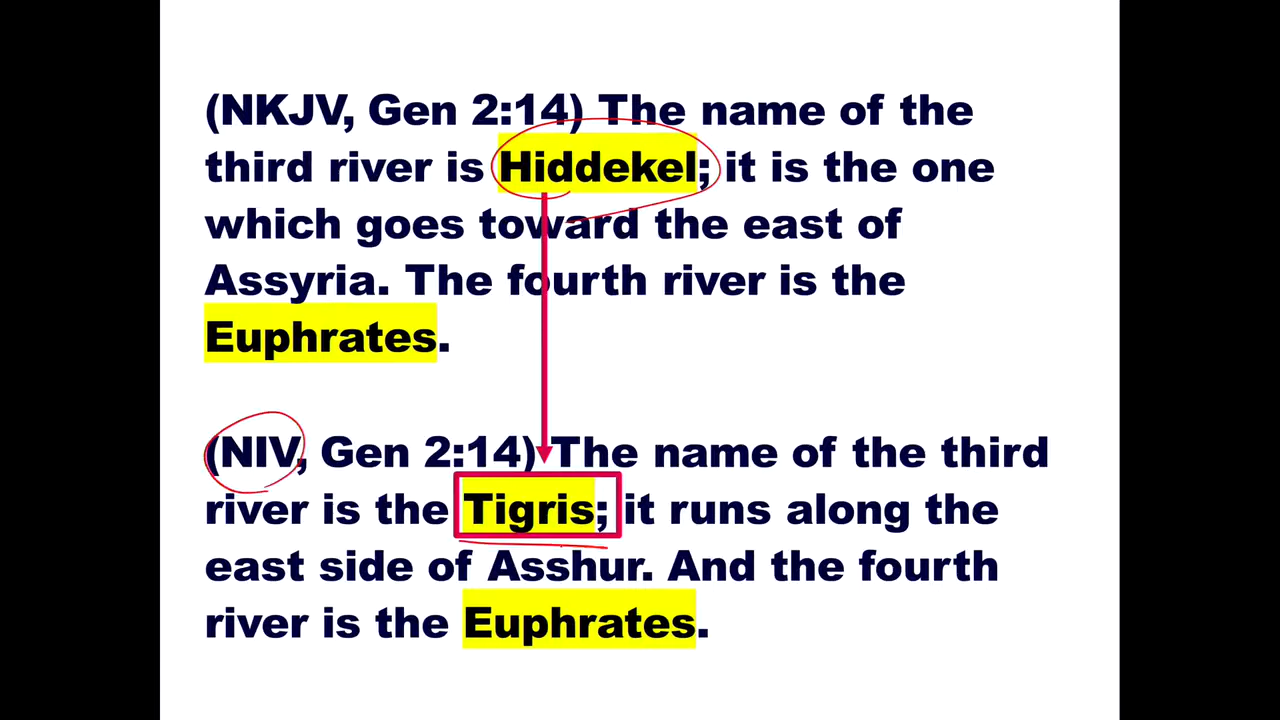 (NKJV, Gen 2:14) The name of the
third river is Hiddekel; it is the one
which goes toward the east of
Assyria. The fourth river is the
Euphrates.
(NIV, Gen 2:14) The name of the third
river is the Tigris; it runs along the
east side of Asshur. And the fourth
river is the Euphrates.